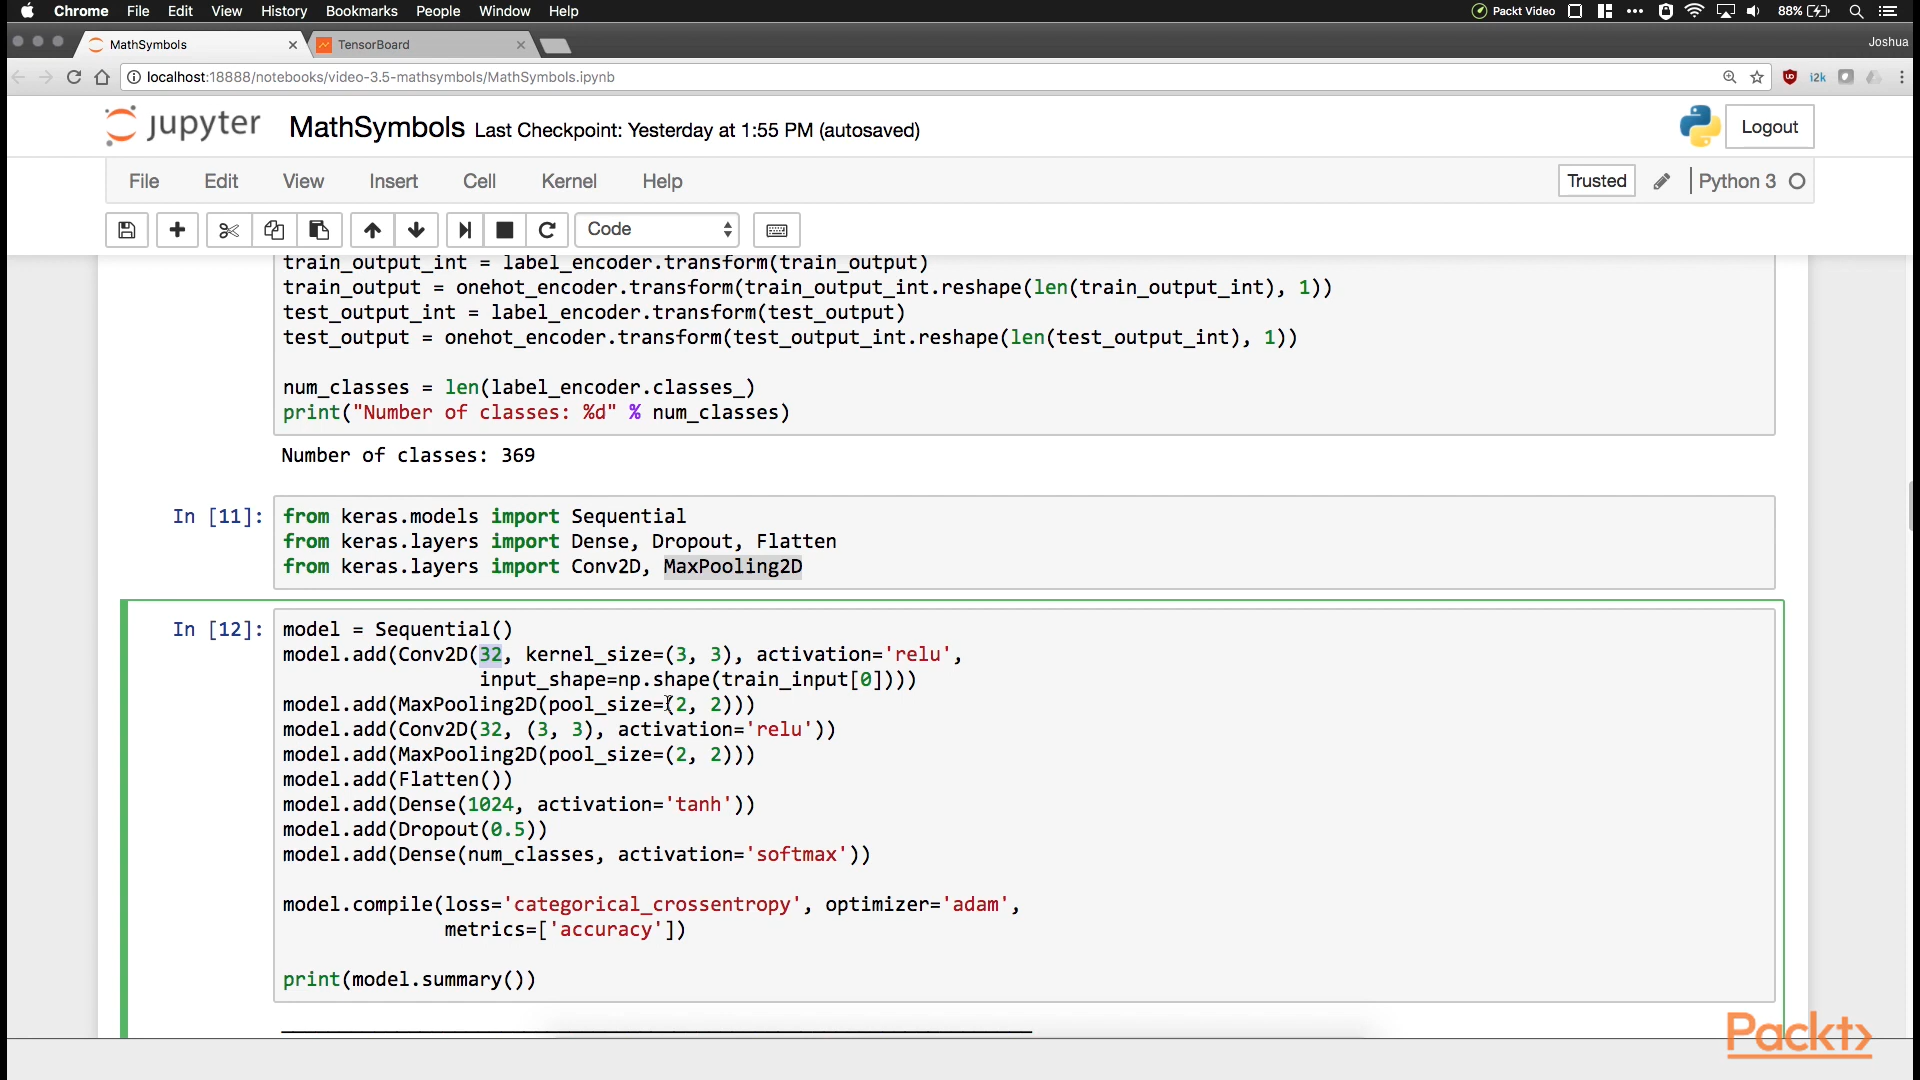 Chrome File Edit View History Bookmarks People Window Help Packt Video 88%
MathSymbols TensorBoard Joshua
localhost:18888/notebooks/video-3.5-mathsymbols/MathSymbols.ipynb i2k
jupyter MathSymbols Last Checkpoint: Yesterday at 1:55 PM (autosaved) Logout
File Edit View Insert Cell Kernel Help Trusted Python 3
Code
train_output_int = label_encoder.transform(train_output)
train_output = onehot_encoder.transform(train_output_int.reshape(len(train_output_int), 1))
test_output_int = label_encoder.transform(test_output)
test_output = onehot_encoder.transform(test_output_int.reshape(len(test_output_int), 1))
num_classes = len(label_encoder.classes_)
print("Number of classes: %d" % num_classes)
Number of classes: 369
In [11]: from keras.models import Sequential
from keras.layers import Dense, Dropout, Flatten
from keras.layers import Conv2D, MaxPooling2D
In [12]: model = Sequential()
model.add(Conv2D(32, kernel_size=(3, 3), activation='relu',
input_shape=np.shape(train_input[0])))
model.add(MaxPooling2D(pool_size=(2, 2)))
model.add(Conv2D(32, (3, 3), activation='relu'))
model.add(MaxPooling2D(pool_size=(2, 2)))
model.add(Flatten())
model.add(Dense(1024, activation='tanh'))
model.add(Dropout(0.5))
model.add(Dense(num_classes, activation='softmax'))
model.compile(loss='categorical_crossentropy', optimizer='adam',
metrics=['accuracy'])
print(model.summary())
Packt>